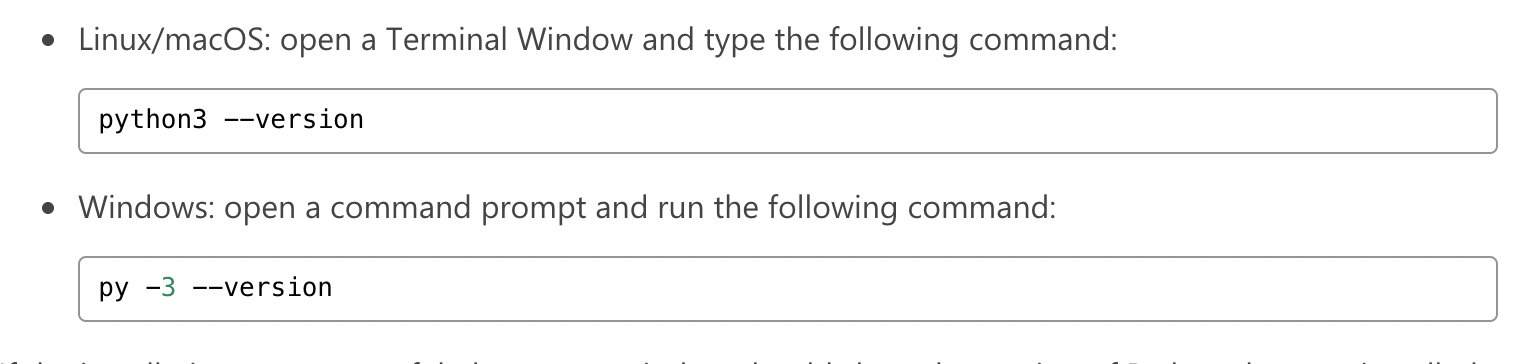 • Linux/macOS: open a Terminal Window and type the following command:
python3 --version
• Windows: open a command prompt and run the following command:
py -3 --version